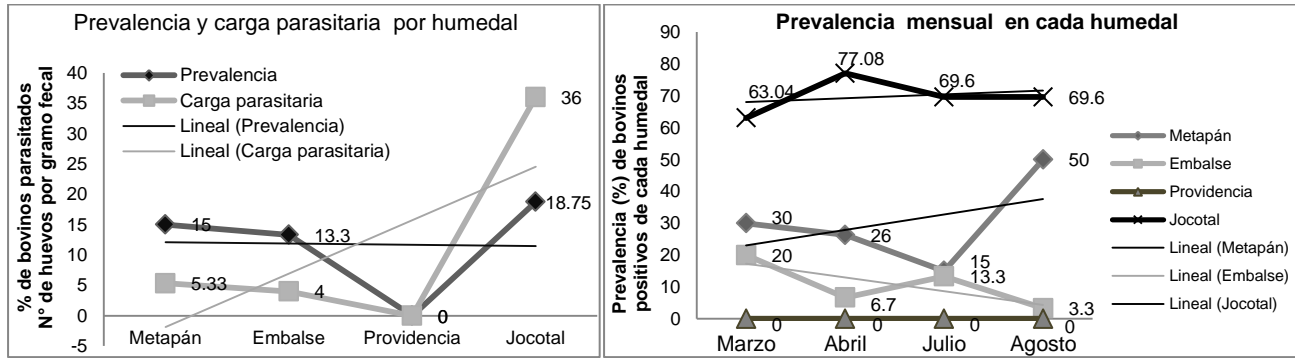 Prevalencia y carga parasitaria por humedal
% de bovinos parasitados
N° de huevos por gramo fecal
40
35
30
25
20
15
10
5
0
-5
Prevalencia
Carga parasitaria
Lineal (Prevalencia)
Lineal (Carga parasitaria)
15
13.3
0
18.75
5.33
4
0
36
Metapán
Embalse
Providencia
Jocotal
Prevalencia mensual en cada humedal
Prevalencia (%) de bovinos
positivos de cada humedal
90
80
70
60
50
40
30
20
10
0
63.04
77.08
69.6
69.6
30
26
15
50
20
6.7
13.3
3.3
0
0
0
0
Marzo
Abril
Julio
Agosto
Metapán
Embalse
Providencia
Jocotal
Lineal (Metapán)
Lineal (Embalse)
Lineal (Jocotal)